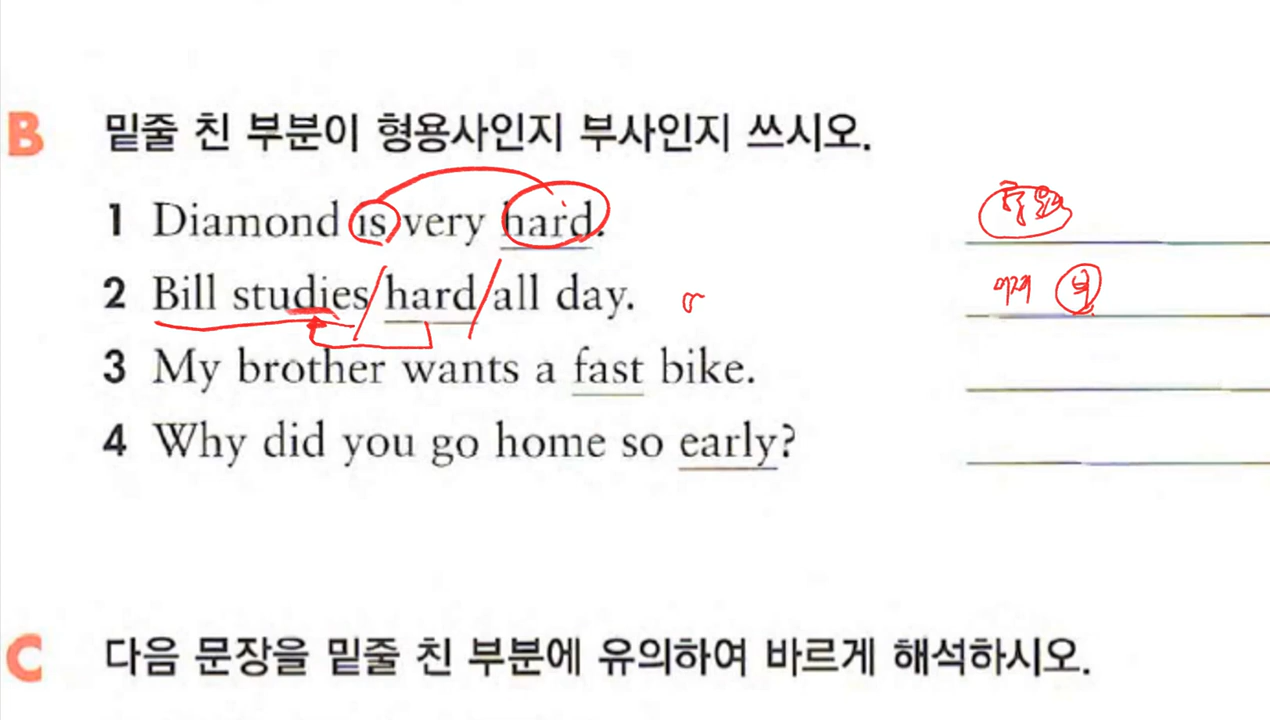 B 밑줄 친 부분이 형용사인지 부사인지 쓰시오.
1 Diamond is very hard.
2 Bill studies hard all day.
부
3 My brother wants a fast bike.
4 Why did you go home so early?
C 다음 문장을 밑줄 친 부분에 유의하여 바르게 해석하시오.